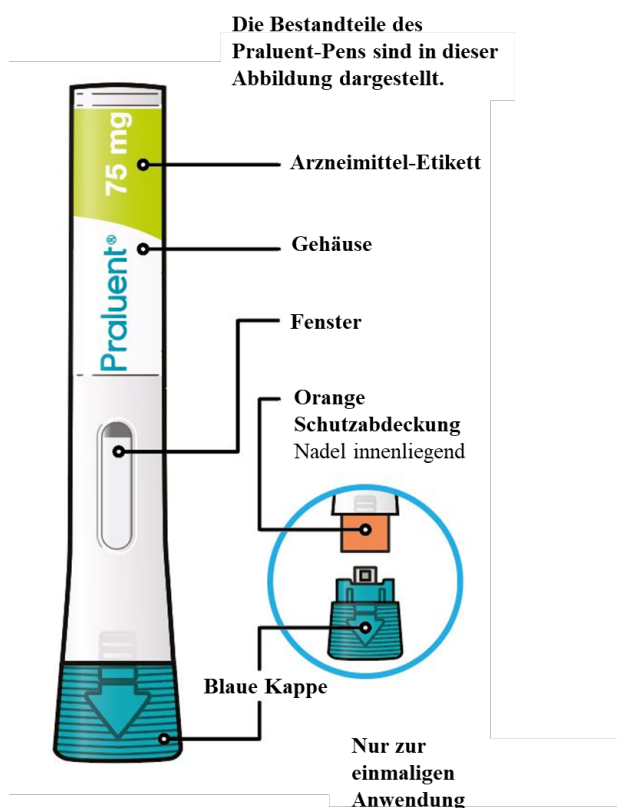 Die Bestandteile des
Praluent-Pens sind in dieser
Abbildung dargestellt.
75 mg
Arzneimittel-Etikett
Praluent®
Gehäuse
Fenster
Orange
Schutzabdeckung
Nadel innenliegend
Blaue Kappe
Nur zur
einmaligen
Anwendung